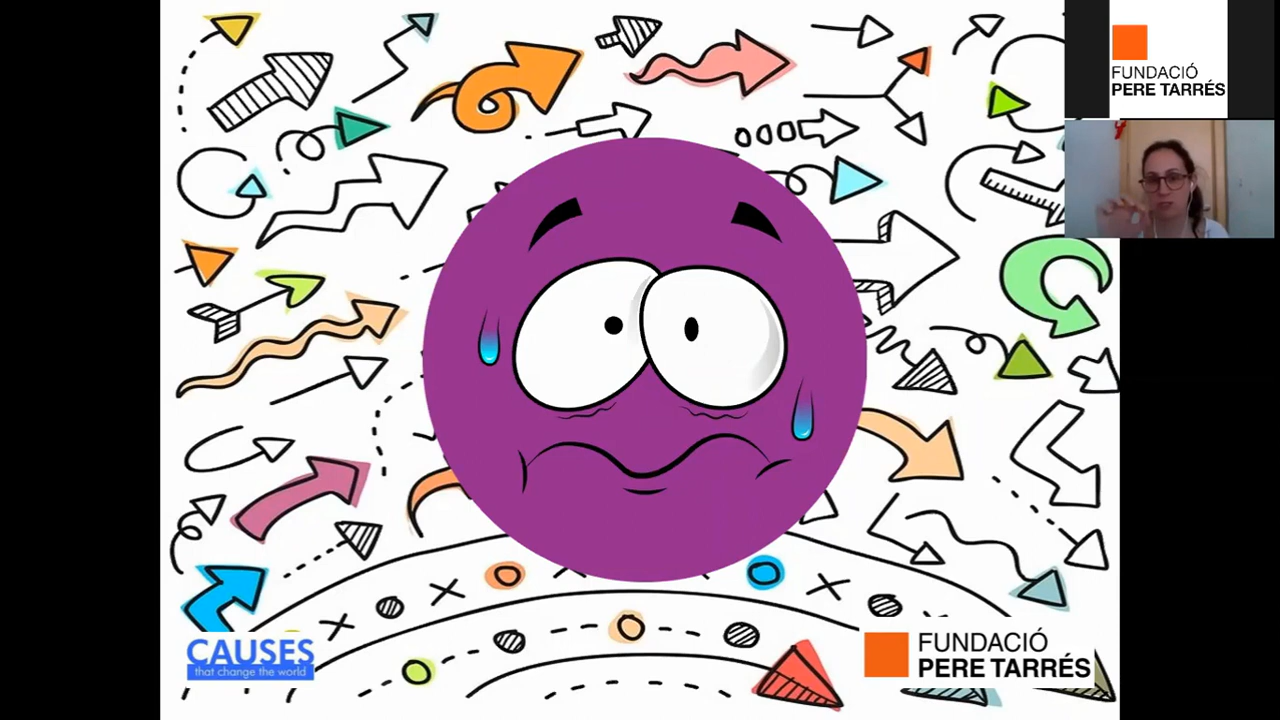 FUNDACIÓ
PERE TARRÉS
CAUSES
that change the world
FUNDACIÓ
PERE TARRÉS